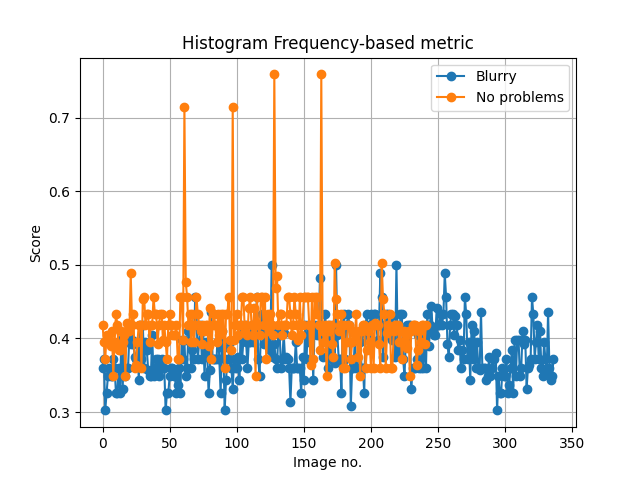 Histogram Frequency-based metric
Blurry
No problems
0.7
0.6
0.5
0.4
0.3
Score
0 50 100 150 200 250 300 350
Image no.